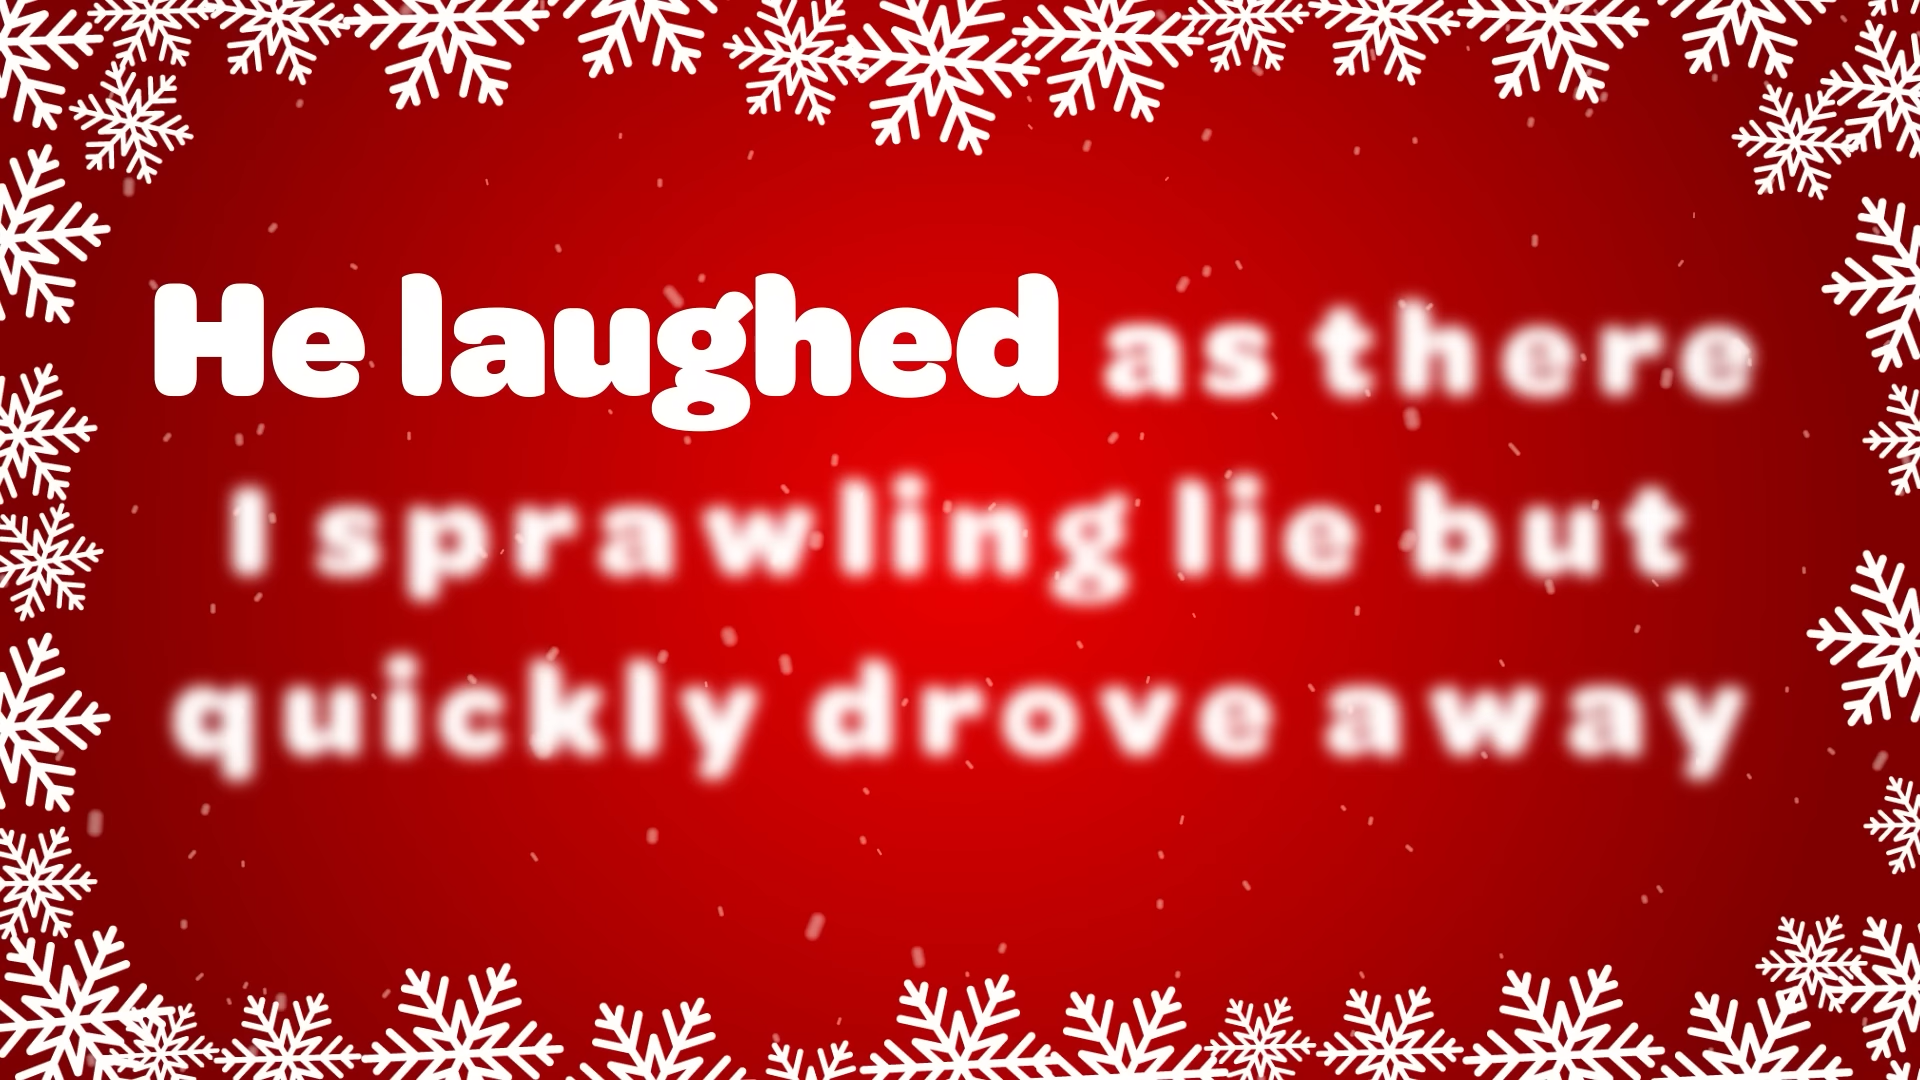 He laughed as there
I sprawling lie but
quickly drove away